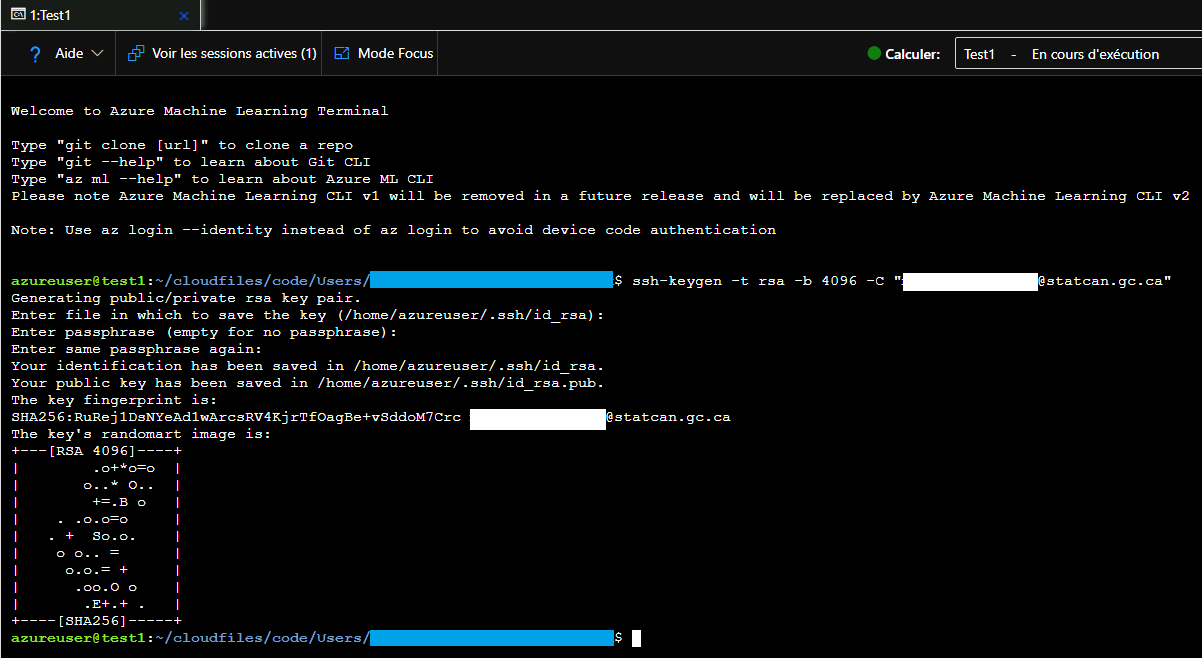 1:Test1
Aide Voir les sessions actives (1) Mode Focus Calculer: Test1 - En cours d'exécution
Welcome to Azure Machine Learning Terminal
Type "git clone [url]" to clone a repo
Type "git --help" to learn about Git CLI
Type "az ml --help" to learn about Azure ML CLI
Please note Azure Machine Learning CLI v1 will be removed in a future release and will be replaced by Azure Machine Learning CLI v2
Note: Use az login --identity instead of az login to avoid device code authentication
azureuser@test1:~/cloudfiles/code/Users/$ ssh-keygen -t rsa -b 4096 -C "@statcan.gc.ca"
Generating public/private rsa key pair.
Enter file in which to save the key (/home/azureuser/.ssh/id_rsa):
Enter passphrase (empty for no passphrase):
Enter same passphrase again:
Your identification has been saved in /home/azureuser/.ssh/id_rsa.
Your public key has been saved in /home/azureuser/.ssh/id_rsa.pub.
The key fingerprint is:
SHA256:RuRej1DsNYeAd1wArcsRV4KjrTfOagBe+vSddoM7Crc @statcan.gc.ca
The key's randomart image is:
+---[RSA 4096]----+
|        .o+*o=o  |
|       o..* O..  |
|        +=.B o   |
|    . .o.o=o     |
|   . +  So.o.    |
|    o o.. =      |
|     o.o.= +     |
|      .oo.O o    |
|       .E+.+ .   |
+----[SHA256]-----+
azureuser@test1:~/cloudfiles/code/Users/$